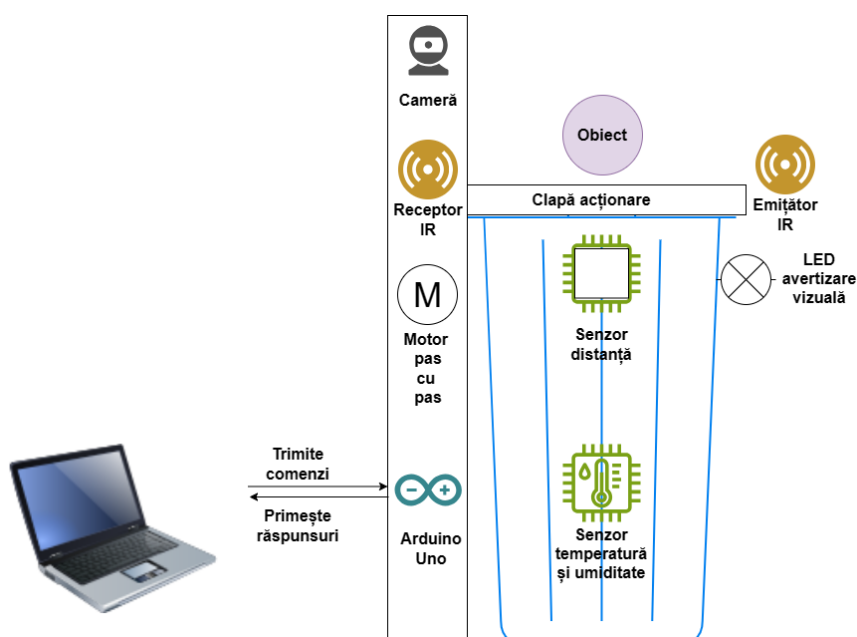 Cameră
Obiect
Receptor
IR
Clapă acționare
Emițător
IR
LED
avertizare
vizuală
M
Motor
pas
cu
pas
Senzor
distanță
Trimite
comenzi
Primește
răspunsuri
Arduino
Uno
Senzor
temperatură
și umiditate